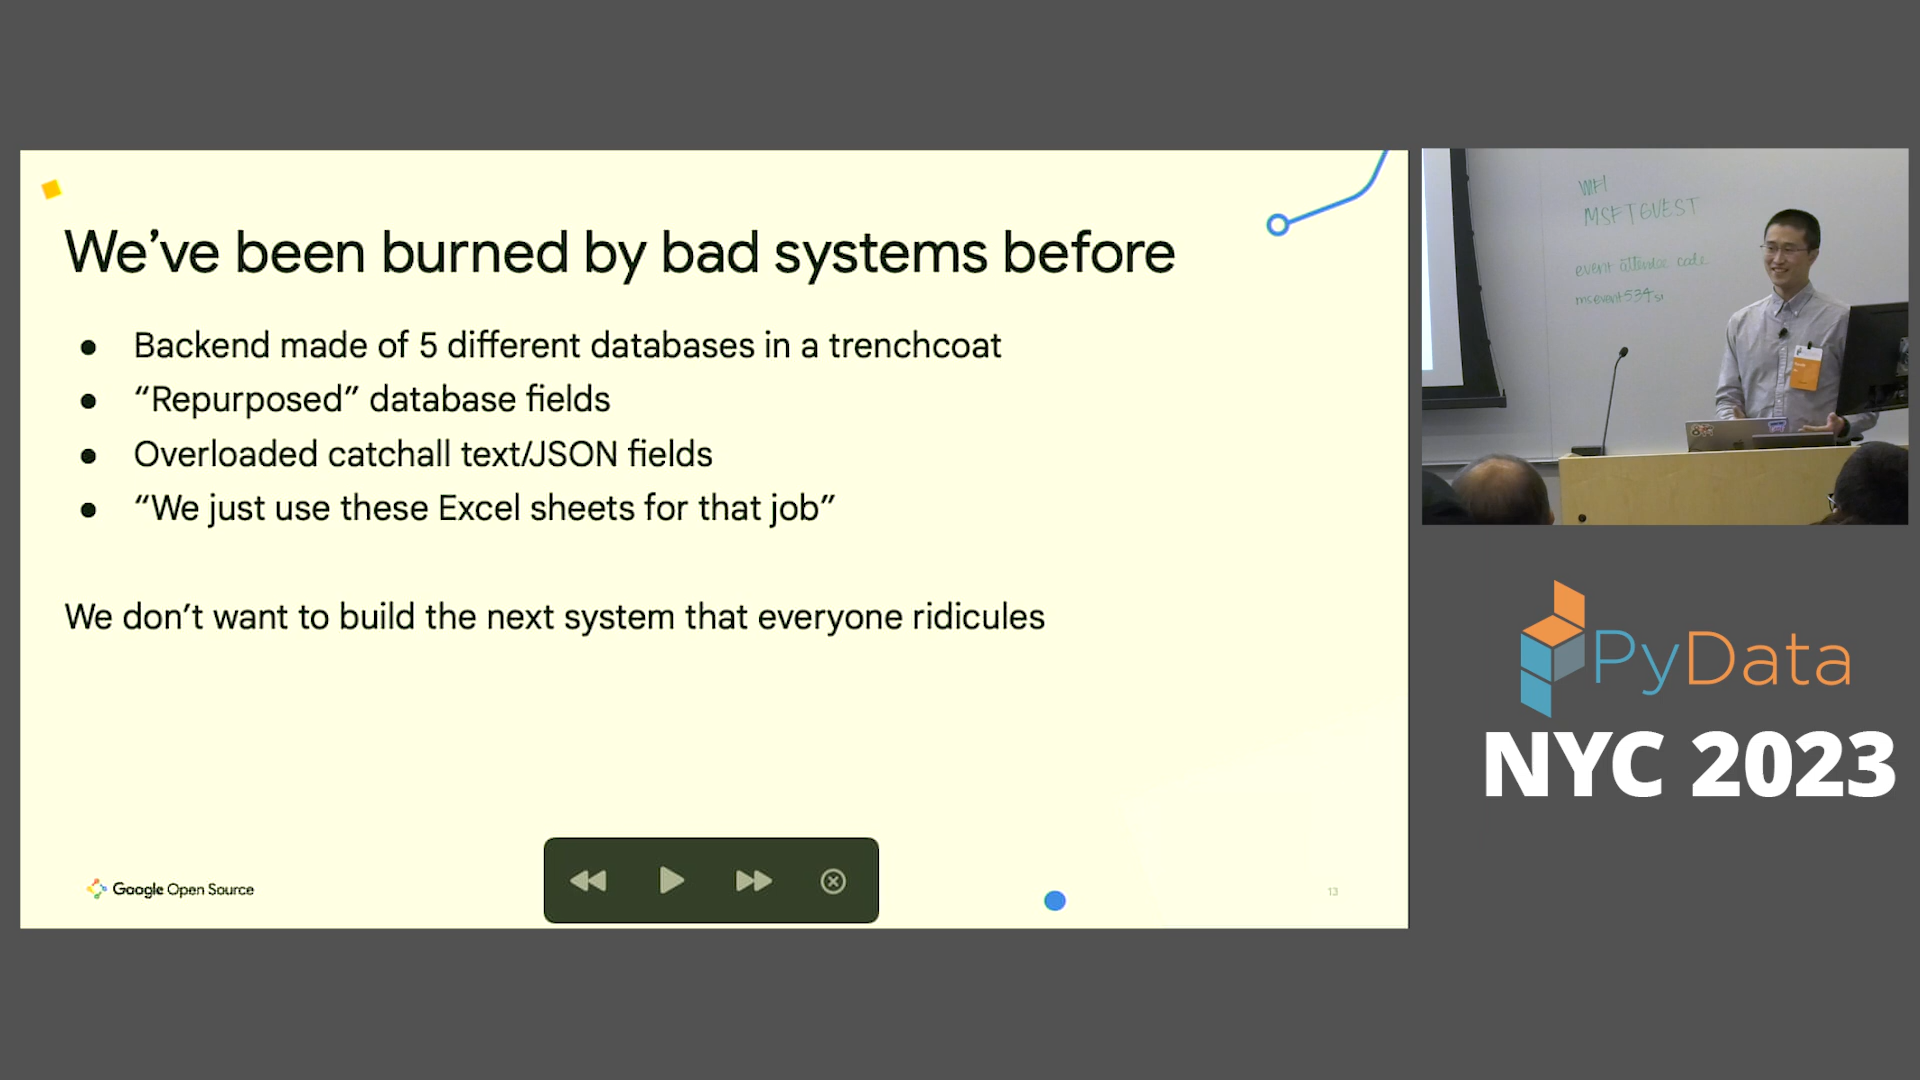 We’ve been burned by bad systems before
● Backend made of 5 different databases in a trenchcoat
● “Repurposed” database fields
● Overloaded catchall text/JSON fields
● “We just use these Excel sheets for that job”
We don’t want to build the next system that everyone ridicules
Google Open Source
13
WIFI
MSFTGUEST
event attendee code
PyData
NYC 2023